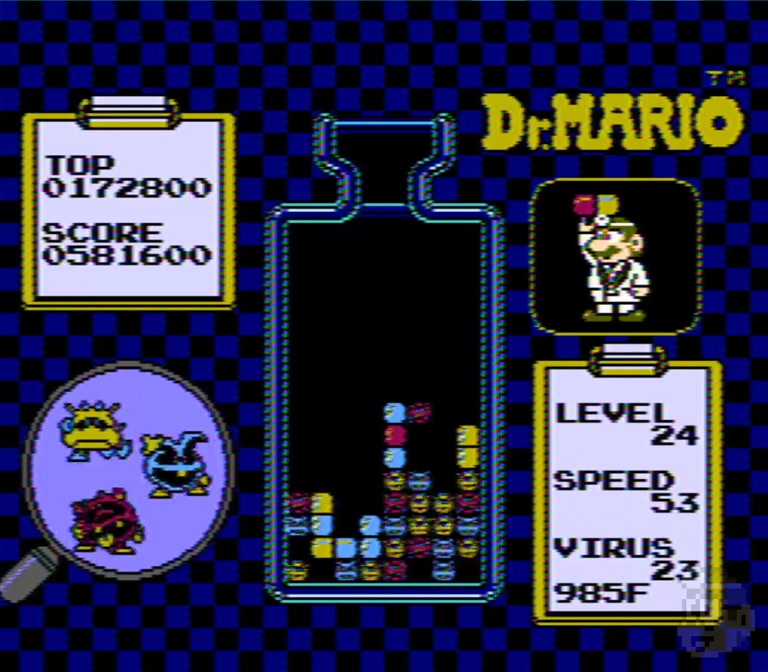 TM
Dr.MARIO
TOP
0172800
SCORE
0581600
LEVEL
24
SPEED
53
VIRUS
23
985F